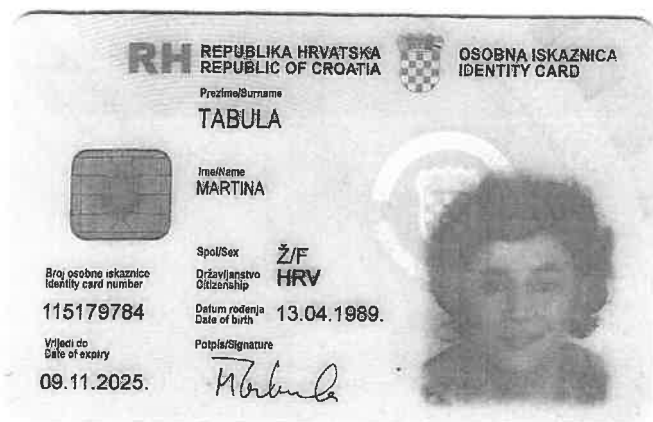 RH REPUBLIKA HRVATSKA
REPUBLIC OF CROATIA
OSOBNA ISKAZNICA
IDENTITY CARD
Prezime/Surname
TABULA
Ime/Name
MARTINA
Spol/Sex
Ž/F
Državljanstvo
Citizenship
HRV
Broj osobne iskaznice
Identity card number
115179784
Datum rođenja
Date of birth
13.04.1989.
Vrijedi do
Date of expiry
09.11.2025.
Potpis/Signature